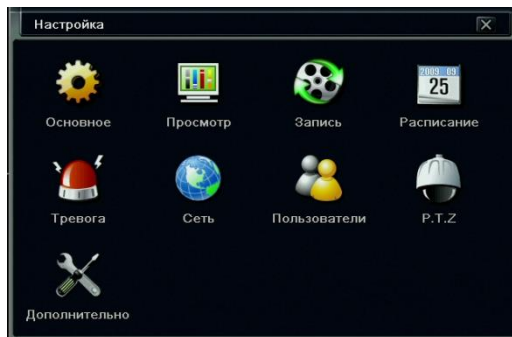 Настройка
Основное
Просмотр
Запись
Расписание
2009 09
25
Тревога
Сеть
Пользователи
P.T.Z
Дополнительно